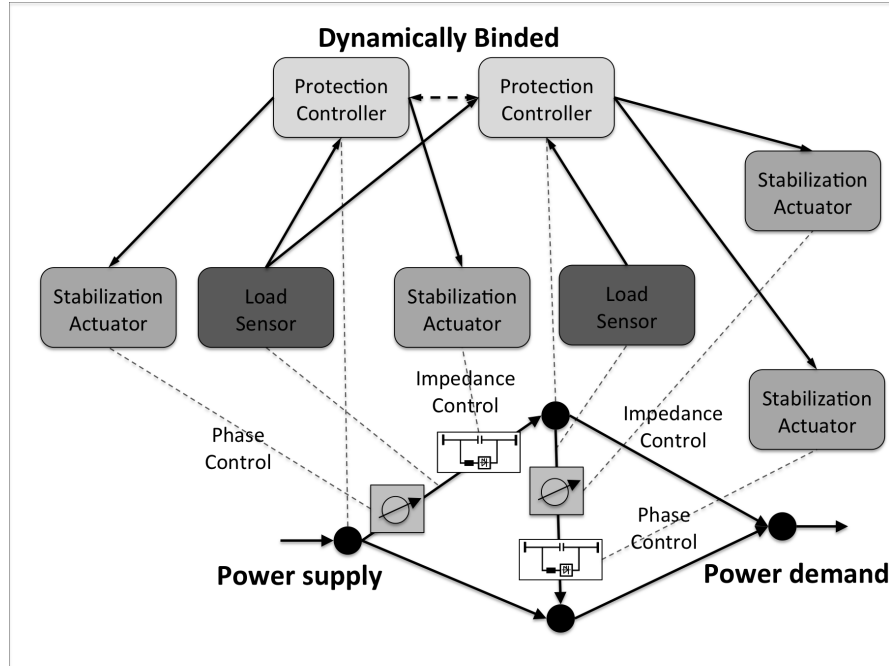 Dynamically Binded
Protection
Controller
Protection
Controller
Stabilization
Actuator
Stabilization
Actuator
Load
Sensor
Stabilization
Actuator
Load
Sensor
Impedance
Control
Impedance
Control
Stabilization
Actuator
Phase
Control
Phase
Control
Power supply
Power demand